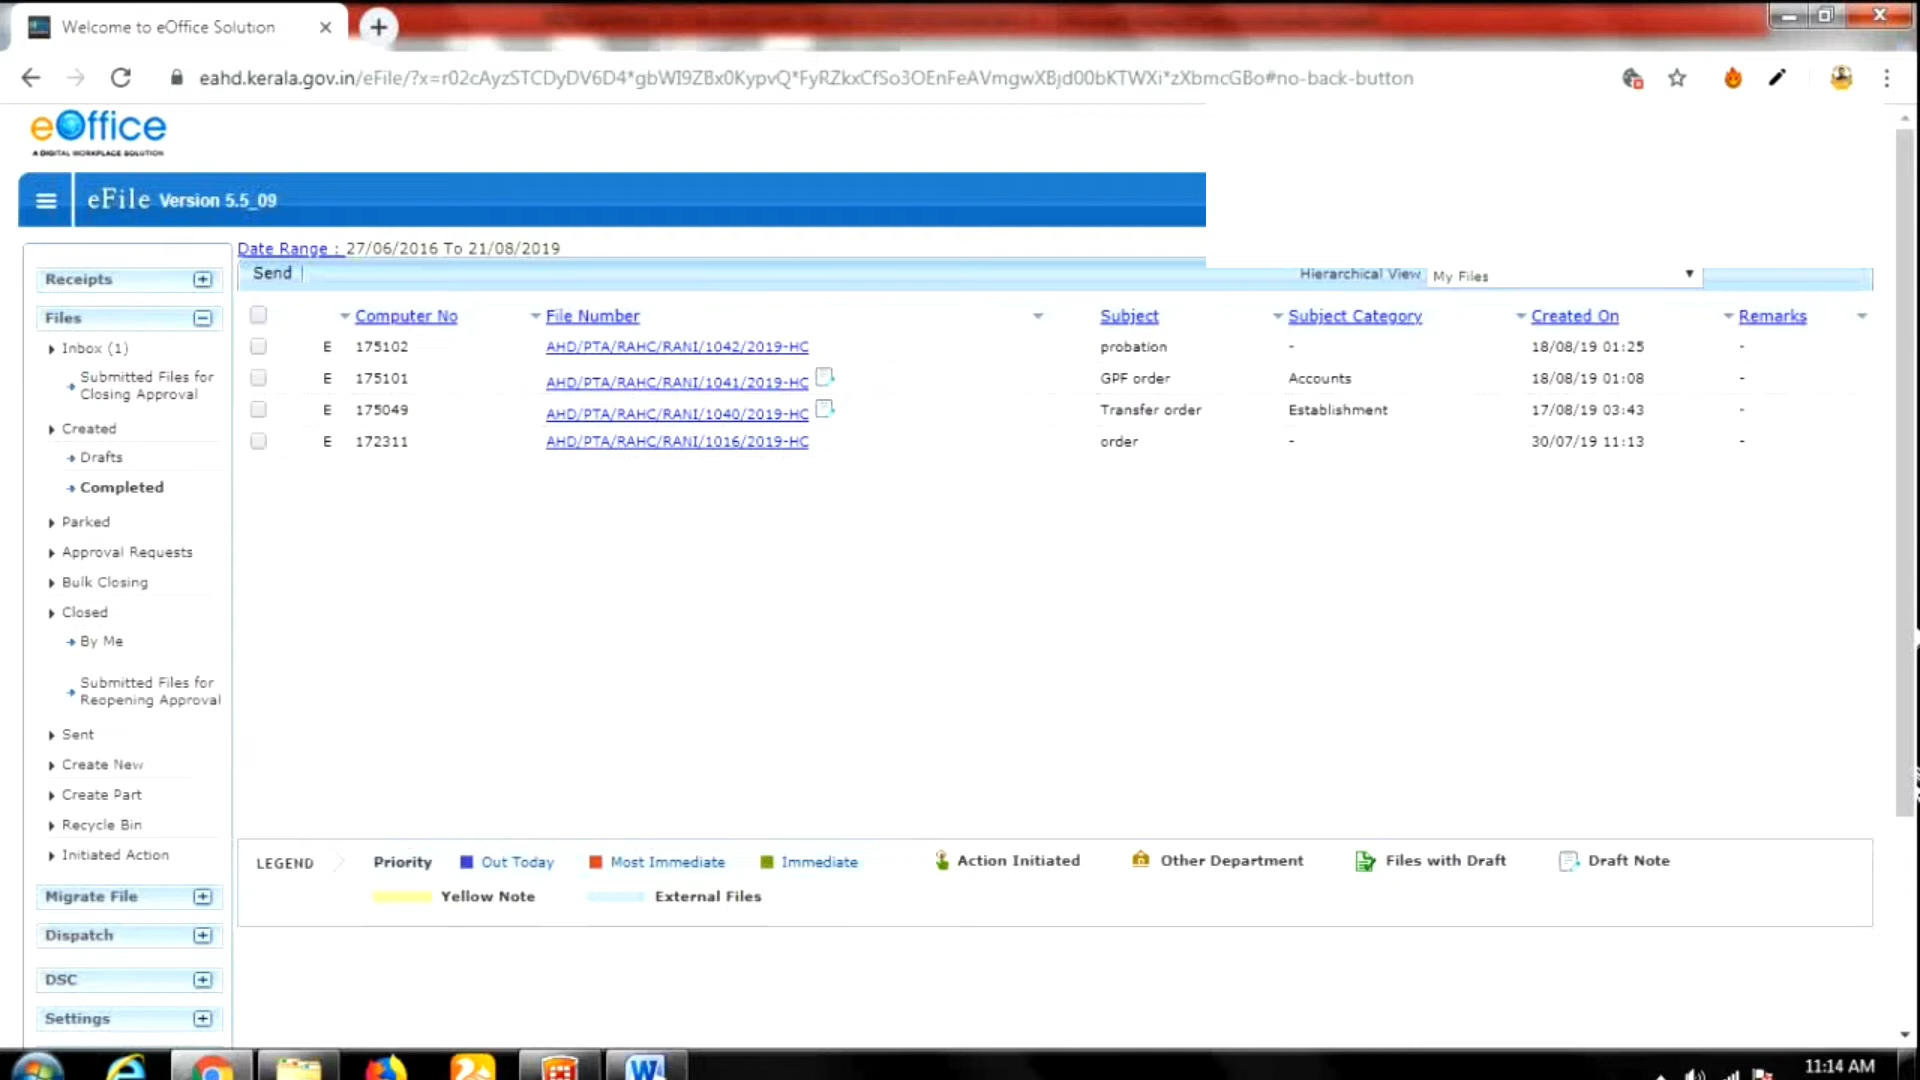 Welcome to eOffice Solution
eahd.kerala.gov.in/eFile/?x=r02cAyzSTCDyDV6D4*gbWI9ZBx0KypvQ*FyRZkxCfSo3OEnFeAVmgwXBjd00bKTWXi*zXbmcGBo#no-back-button
eOffice
A DIGITAL WORKPLACE SOLUTION
eFile Version 5.5_09
Date Range : 27/06/2016 To 21/08/2019
Send
Hierarchical View My Files
Computer No File Number Subject Subject Category Created On Remarks
E 175102 AHD/PTA/RAHC/RANI/1042/2019-HC probation - 18/08/19 01:25 -
E 175101 AHD/PTA/RAHC/RANI/1041/2019-HC GPF order Accounts 18/08/19 01:08 -
E 175049 AHD/PTA/RAHC/RANI/1040/2019-HC Transfer order Establishment 17/08/19 03:43 -
E 172311 AHD/PTA/RAHC/RANI/1016/2019-HC order - 30/07/19 11:13 -
Receipts
Files
Inbox (1)
Submitted Files for
Closing Approval
Created
Drafts
Completed
Parked
Approval Requests
Bulk Closing
Closed
By Me
Submitted Files for
Reopening Approval
Sent
Create New
Create Part
Recycle Bin
Initiated Action
Migrate File
Dispatch
DSC
Settings
LEGEND Priority Out Today Most Immediate Immediate Action Initiated Other Department Files with Draft Draft Note
Yellow Note External Files
11:14 AM